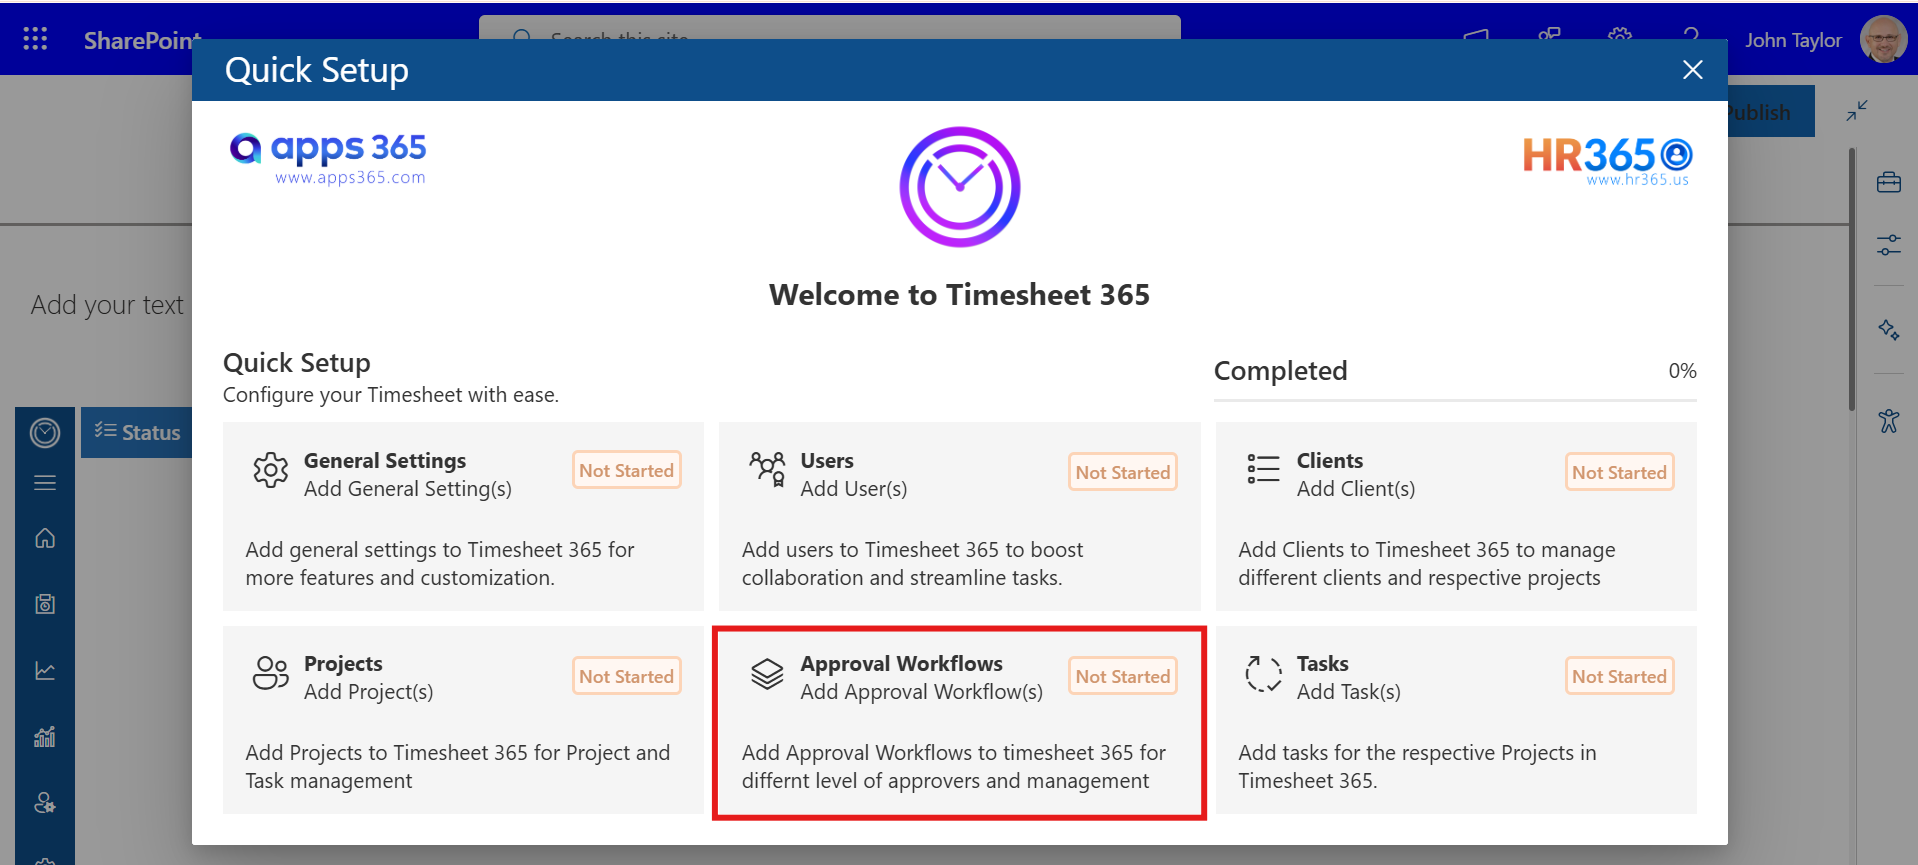 SharePoint
Search this site
John Taylor
Quick Setup
Publish
apps 365
www.apps365.com
HR365
www.hr365.us
Welcome to Timesheet 365
Add your text
Quick Setup
Configure your Timesheet with ease.
Completed 0%
Status
General Settings
Add General Setting(s)
Not Started
Add general settings to Timesheet 365 for
more features and customization.
Users
Add User(s)
Not Started
Add users to Timesheet 365 to boost
collaboration and streamline tasks.
Clients
Add Client(s)
Not Started
Add Clients to Timesheet 365 to manage
different clients and respective projects
Projects
Add Project(s)
Not Started
Add Projects to Timesheet 365 for Project and
Task management
Approval Workflows
Add Approval Workflow(s)
Not Started
Add Approval Workflows to timesheet 365 for
differnt level of approvers and management
Tasks
Add Task(s)
Not Started
Add tasks for the respective Projects in
Timesheet 365.